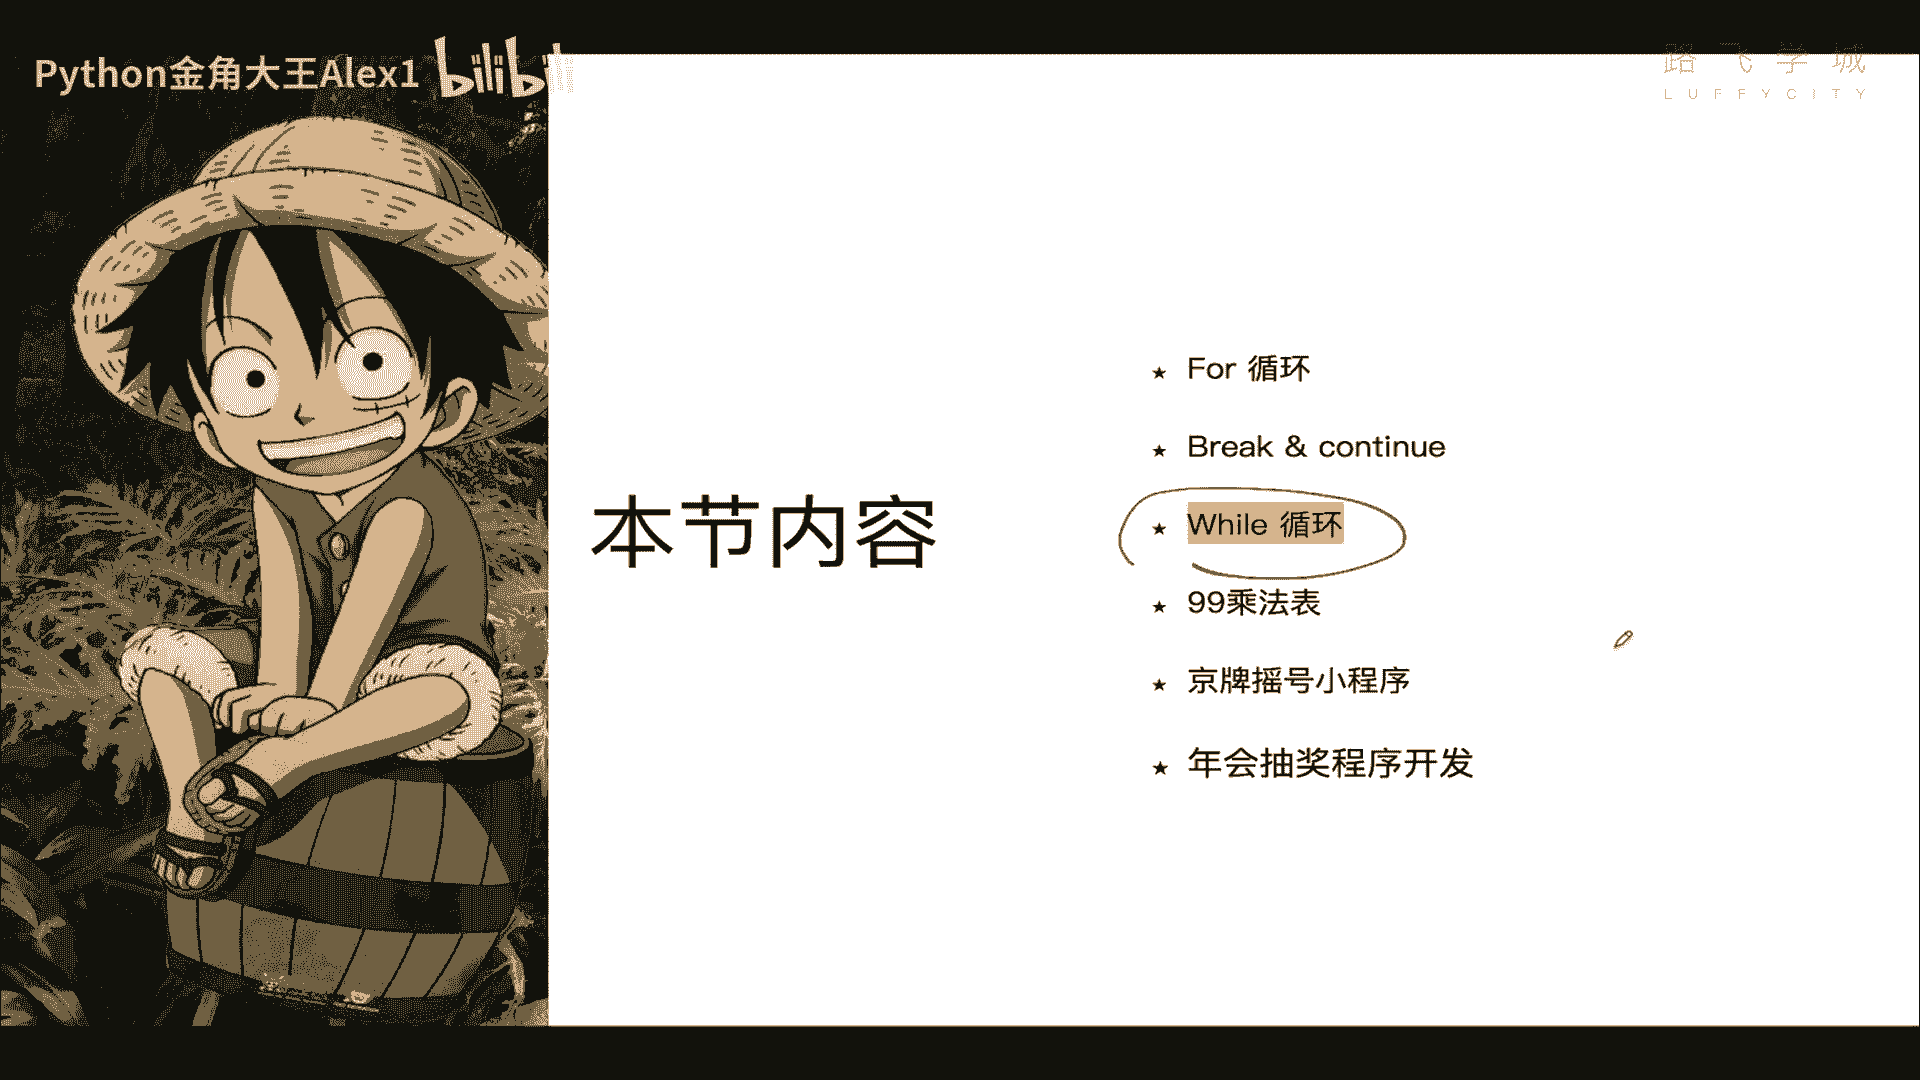 Python金角大王Alex1 bilibili
路飞学城
LUFFYCITY
本节内容
For 循环
Break & continue
While 循环
99乘法表
京牌摇号小程序
年会抽奖程序开发